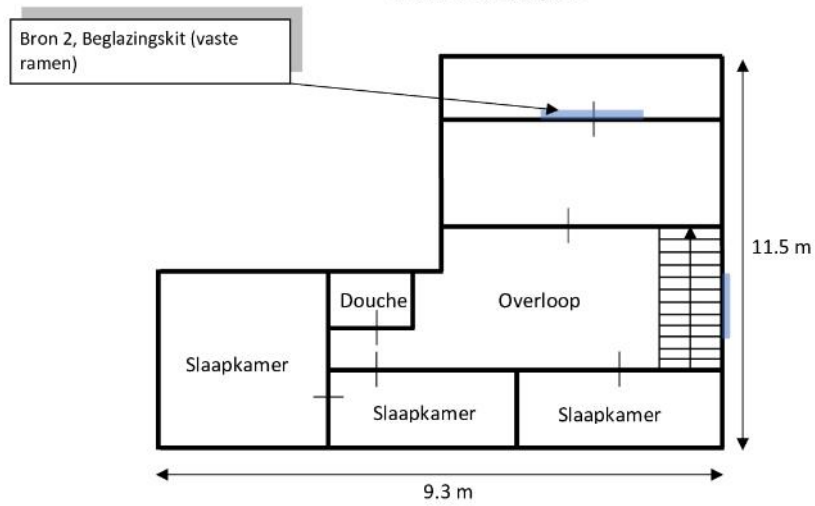 Bron 2, Beglazingskit (vaste
ramen)
11.5 m
Douche
Overloop
Slaapkamer
Slaapkamer
Slaapkamer
9.3 m